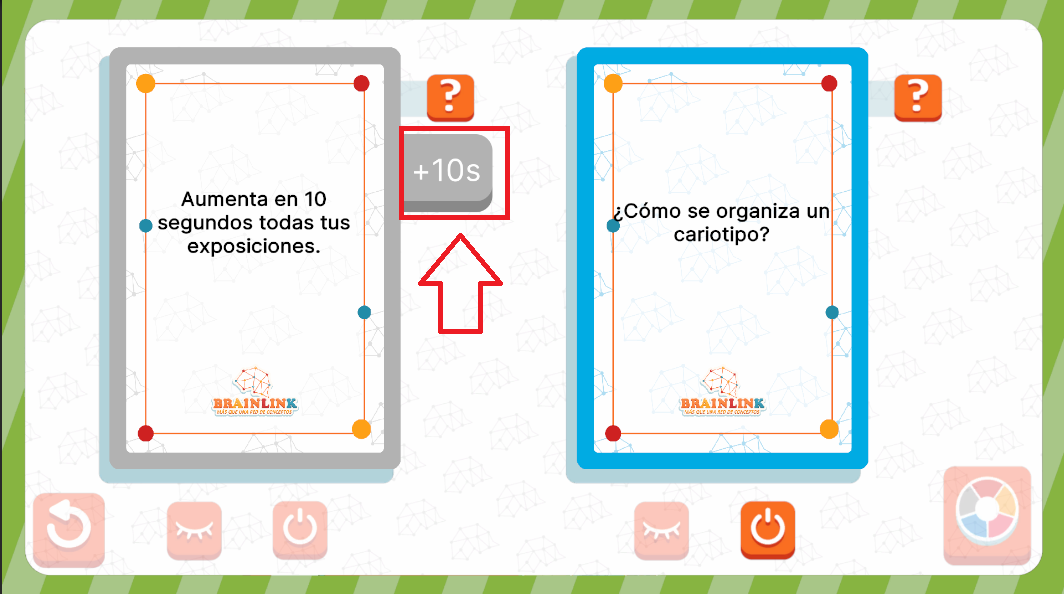 ?
?
+10s
Aumenta en 10
segundos todas tus
exposiciones.
¿Cómo se organiza un
cariotipo?
BRAINLINK
MÁS QUE UNA RED DE CONCEPTOS
BRAINLINK
MÁS QUE UNA RED DE CONCEPTOS